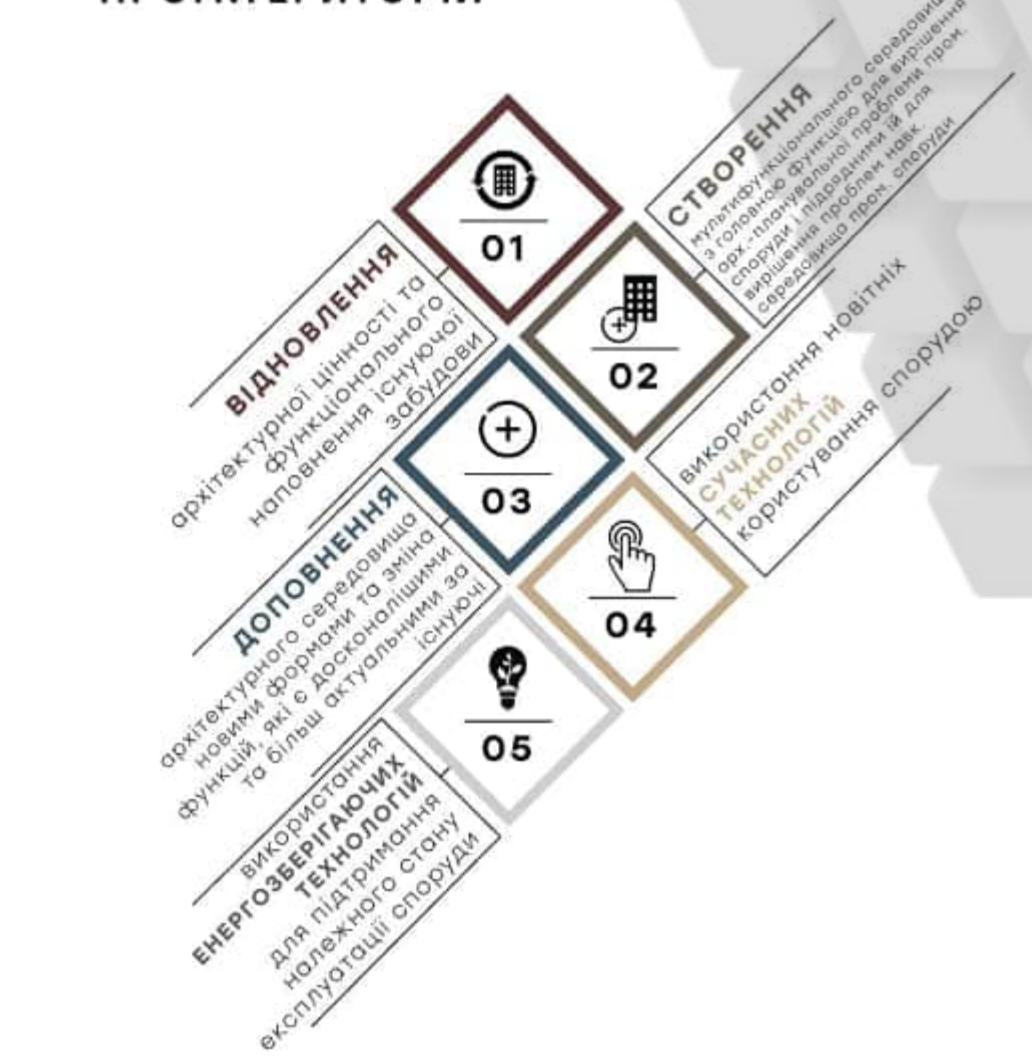 01
ВІДНОВЛЕННЯ
архітектурної цінності та
функціонального
наповнення існуючої
забудови
02
СТВОРЕННЯ
мультифункціонального
з головною функцією для вирішення
арх.-планувальної проблеми пром.
споруди і підрядними їй для
вирішення проблем навк.
середовища пром. споруди
03
ДОПОВНЕННЯ
архітектурного середовища
новими формами та зміна
функцій, які є досконалішими
та більш актуальними за
існуючі
04
використання новітніх
СУЧАСНИХ
ТЕХНОЛОГІЙ
користування спорудою
05
використання
ЕНЕРГОЗБЕРІГАЮЧИХ
ТЕХНОЛОГІЙ
для підтримання
належного стану
експлуатації споруди